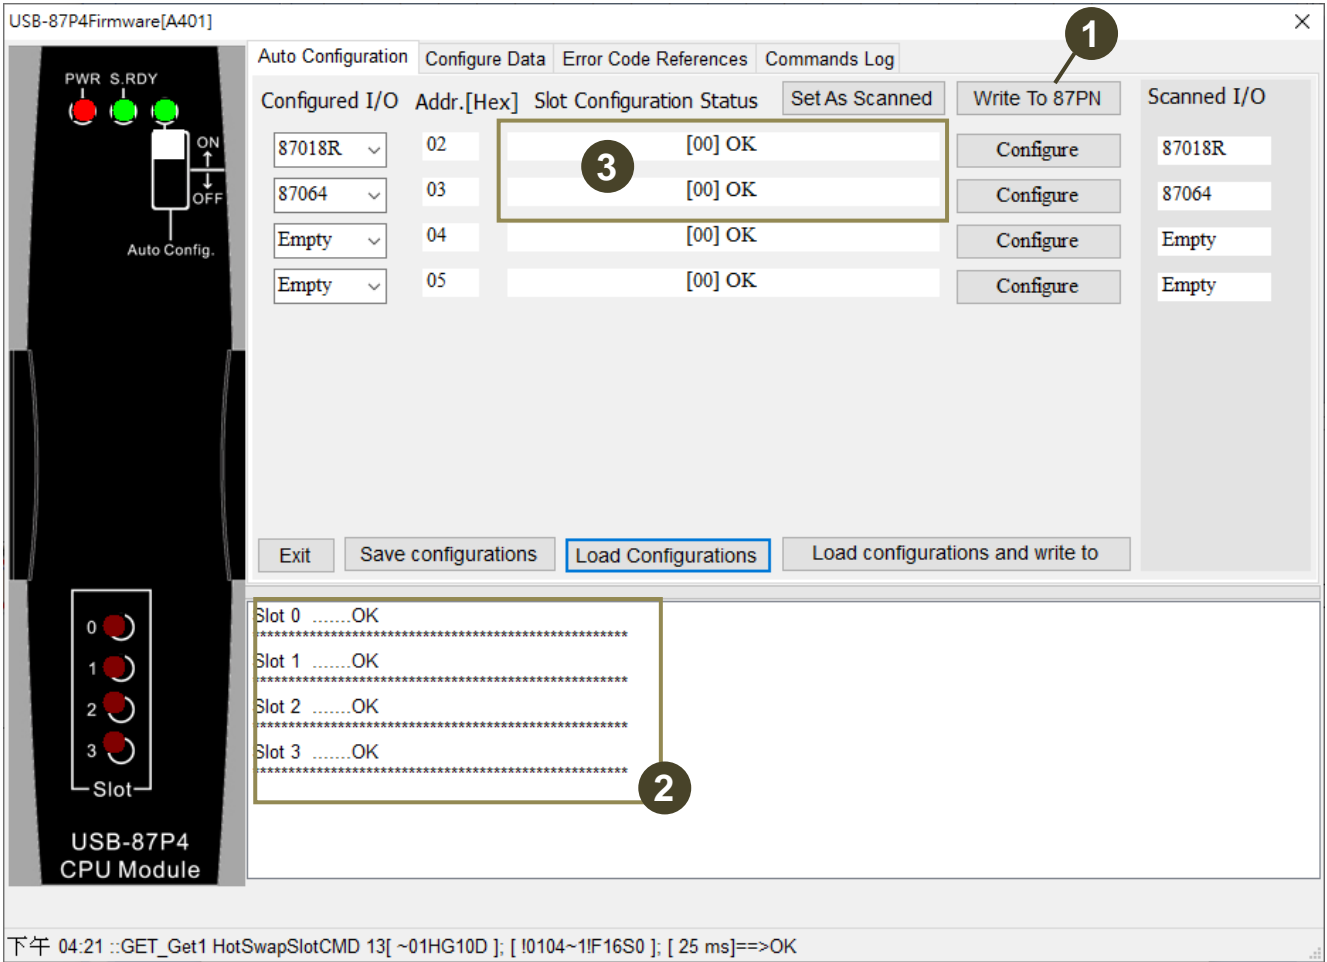 USB-87P4Firmware[A401]
PWR S.RDY
ON
OFF
Auto Config.
Auto Configuration Configure Data Error Code References Commands Log
1
Configured I/O Addr.[Hex] Slot Configuration Status Set As Scanned Write To 87PN Scanned I/O
87018R 02 [00] OK Configure 87018R
3
87064 03 [00] OK Configure 87064
Empty 04 [00] OK Configure Empty
Empty 05 [00] OK Configure Empty
Exit Save configurations Load Configurations Load configurations and write to
Slot 0 .......OK
******************************************************
Slot 1 .......OK
******************************************************
Slot 2 .......OK
******************************************************
Slot 3 .......OK
******************************************************
2
0
1
2
3
Slot
USB-87P4
CPU Module
下午 04:21 ::GET_Get1 HotSwapSlotCMD 13[ ~01HG10D ]; [ !0104~1!F16S0 ]; [ 25 ms]==>OK